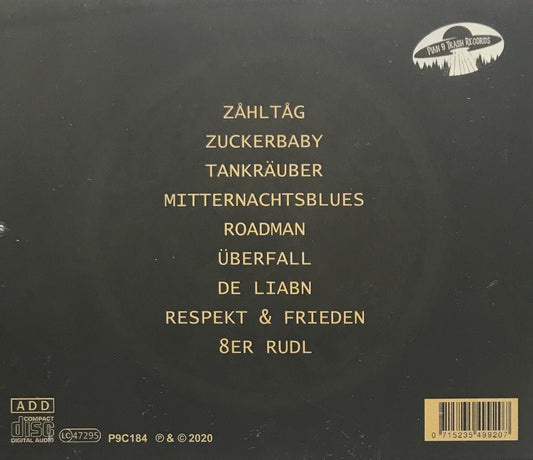 PLAN 9 TRASH RECORDS
ZÅHLTÅG
ZUCKERBABY
TANKRÄUBER
MITTERNACHTSBLUES
ROADMAN
ÜBERFALL
DE LIABN
RESPEKT & FRIEDEN
8ER RUDL
ADD
COMPACT
disc
DIGITAL AUDIO
LC 47295
P9C184 ℗ & © 2020
0 715235 499207